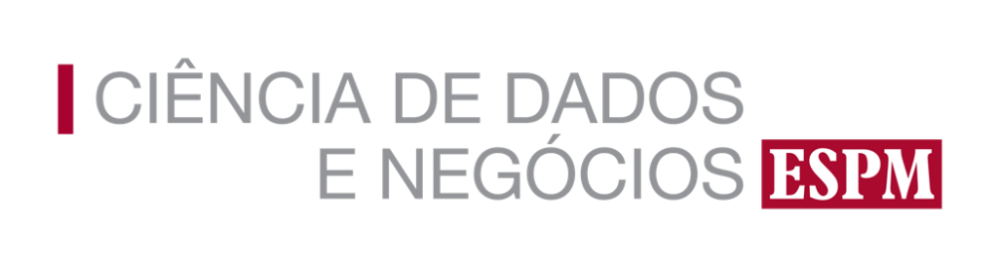 CIÊNCIA DE DADOS
E NEGÓCIOS ESPM